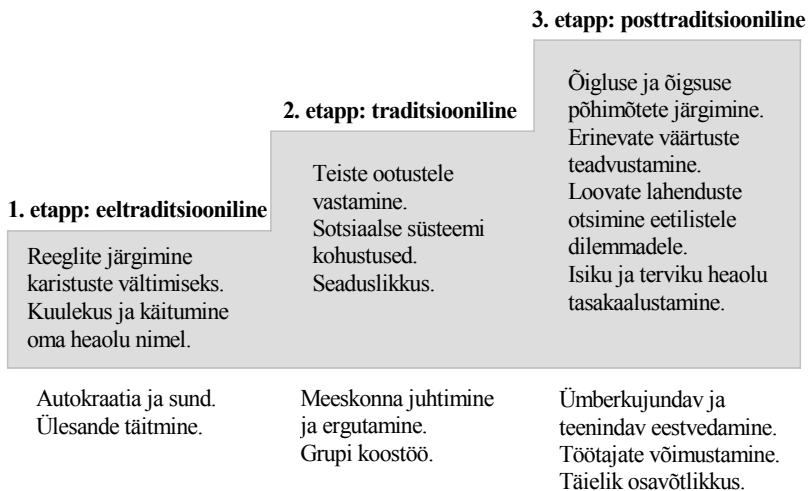 3. etapp: posttraditsiooniline
Õigluse ja õigsuse
põhimõtete järgimine.
Erinevate väärtuste
teadvustamine.
Loovate lahenduste
otsimine eetilistele
dilemmadele.
Isiku ja terviku heaolu
tasakaalustamine.
2. etapp: traditsiooniline
Teiste ootustele
vastamine.
Sotsiaalse süsteemi
kohustused.
Seaduslikkus.
1. etapp: eeltraditsiooniline
Reeglite järgimine
karistuste vältimiseks.
Kuulekus ja käitumine
oma heaolu nimel.
Autokraatia ja sund.
Ülesande täitmine.
Meeskonna juhtimine
ja ergutamine.
Grupi koostöö.
Ümberkujundav ja
teenindav eestvedamine.
Töötajate võimustamine.
Täielik osavõtlikkus.